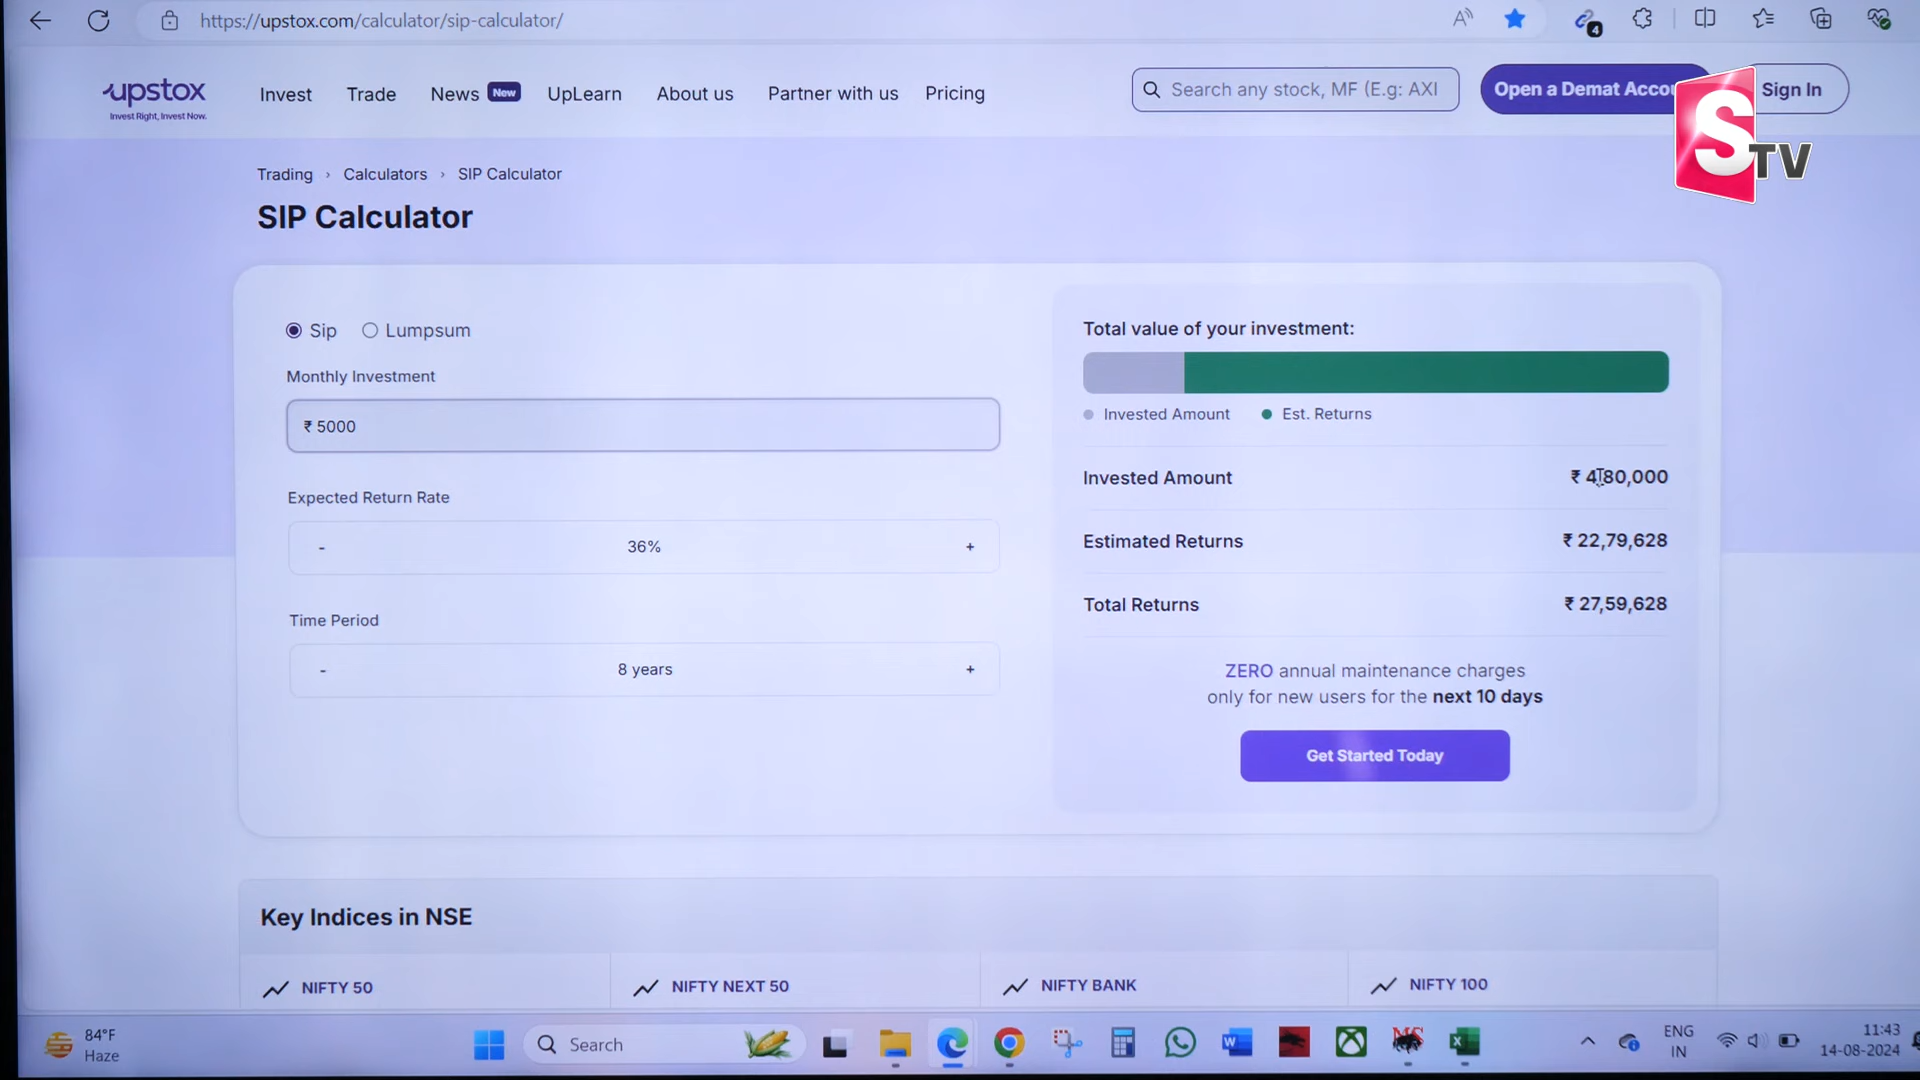 https://upstox.com/calculator/sip-calculator/
4
upstox
Invest Right, Invest Now.
Invest
Trade
News New
UpLearn
About us
Partner with us
Pricing
Search any stock, MF (E.g: AXI
Open a Demat Accou
Sign In
STV
Trading › Calculators › SIP Calculator
SIP Calculator
Sip
Lumpsum
Monthly Investment
₹ 5000
Expected Return Rate
- 36% +
Time Period
- 8 years +
Total value of your investment:
Invested Amount
Est. Returns
Invested Amount ₹ 4,80,000
Estimated Returns ₹ 22,79,628
Total Returns ₹ 27,59,628
ZERO annual maintenance charges
only for new users for the next 10 days
Get Started Today
Key Indices in NSE
NIFTY 50
NIFTY NEXT 50
NIFTY BANK
NIFTY 100
84°F
Haze
Search
ENG
IN
11:43
14-08-2024